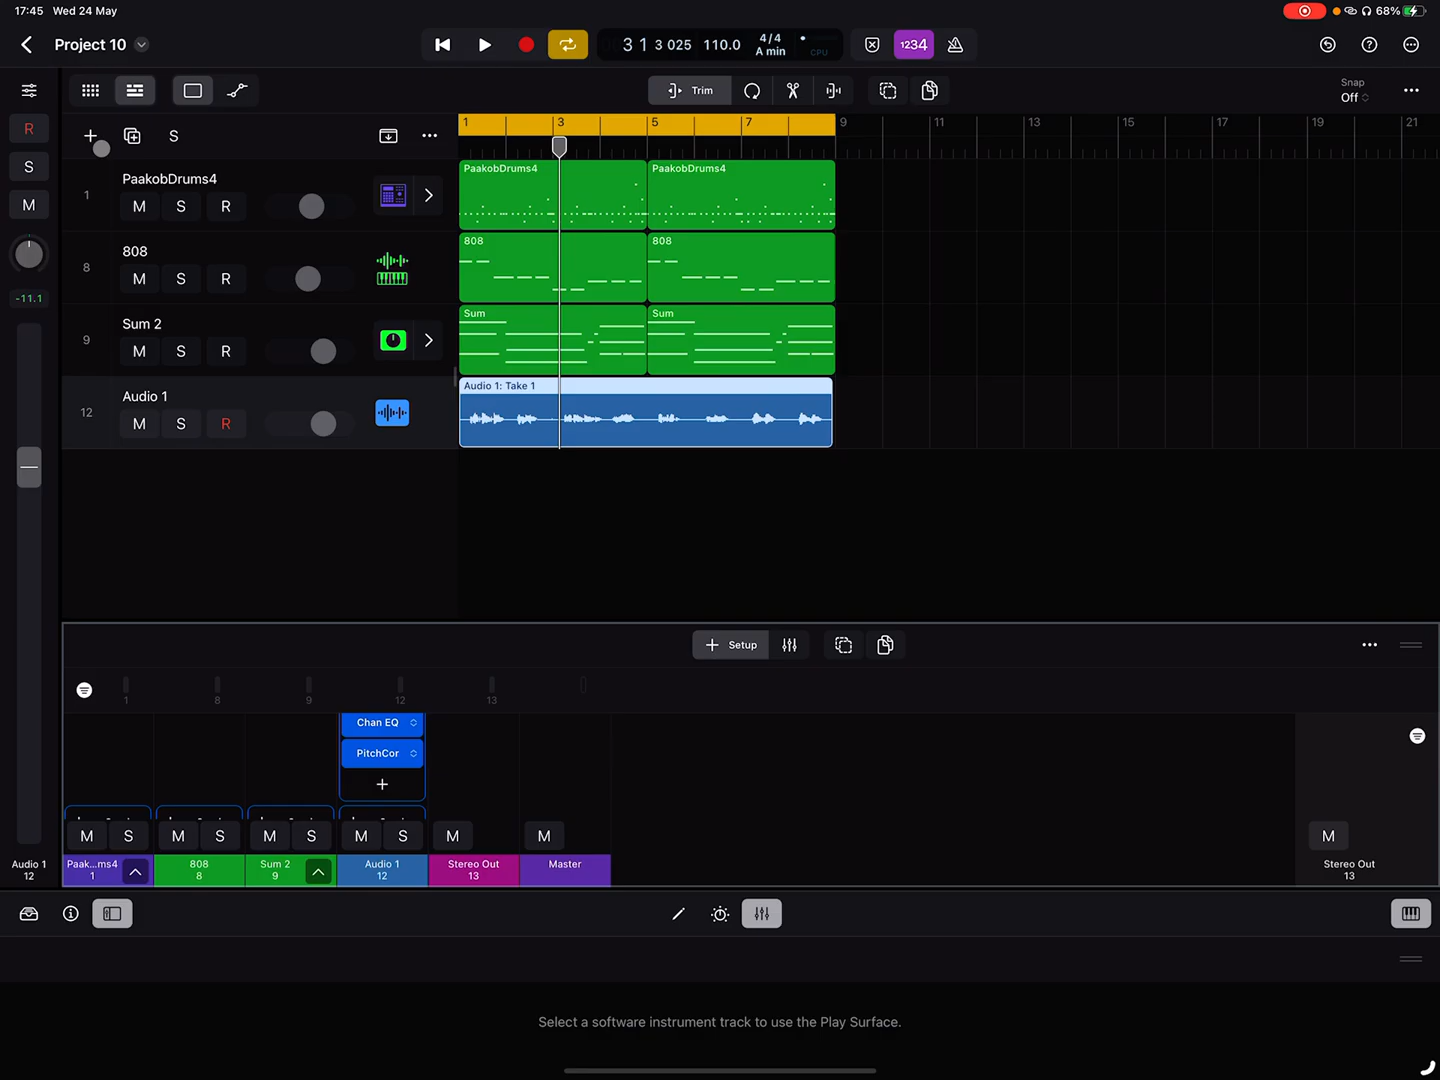 17:45 Wed 24 May
68%
Project 10
3 1 3 025 110.0 4/4 A min CPU
1234
Trim
Snap
Off
S
1 3 5 7 9 11 13 15 17 19 21
R
S
M
-11.1
1
PaakobDrums4
M S R
PaakobDrums4 PaakobDrums4
8
808
M S R
808 808
9
Sum 2
M S R
Sum Sum
12
Audio 1
M S R
Audio 1: Take 1
Setup
1 8 9 12 13
Chan EQ
PitchCor
M S M S M S M S M M M
Audio 1
12
Paak...ms4
1
808
8
Sum 2
9
Audio 1
12
Stereo Out
13
Master
Stereo Out
13
Select a software instrument track to use the Play Surface.